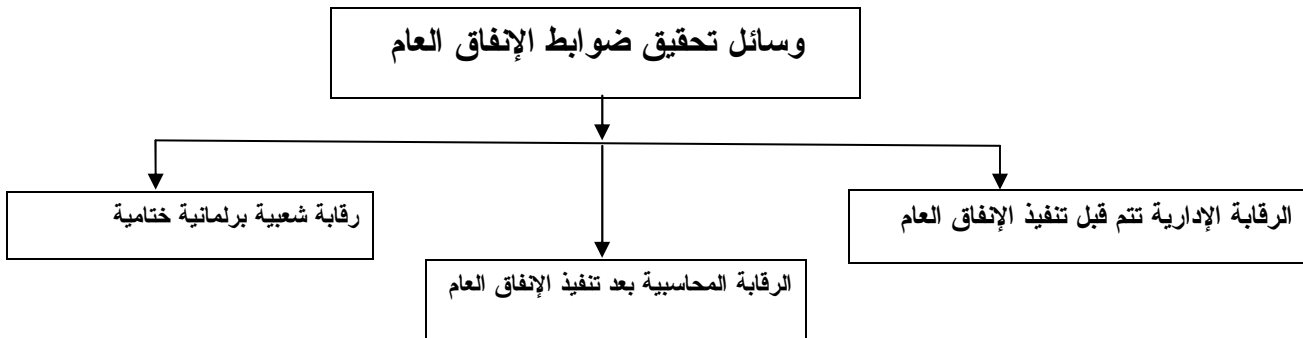 وسائل تحقيق ضوابط الإنفاق العام
الرقابة الإدارية تتم قبل تنفيذ الإنفاق العام
رقابة شعبية برلمانية ختامية
الرقابة المحاسبية بعد تنفيذ الإنفاق العام